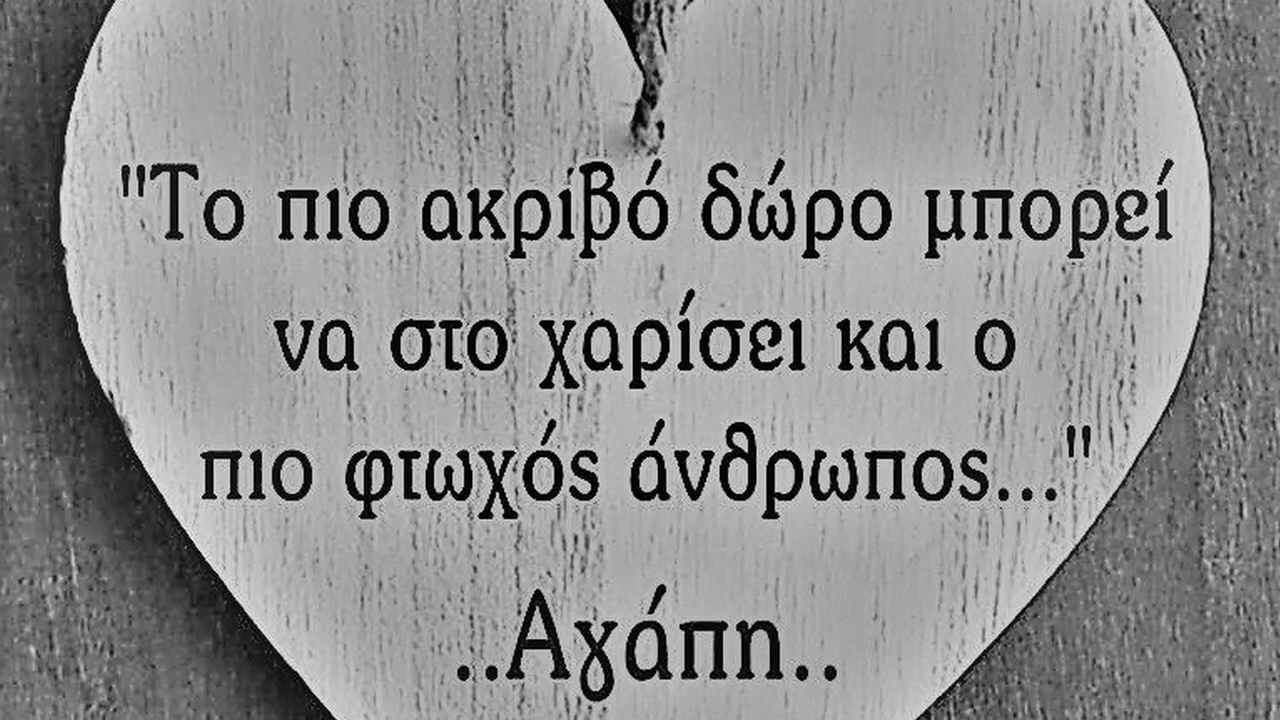 "Το πιο ακριβό δώρο μπορεί
να στο χαρίσει και ο
πιο φτωχός άνθρωπος..."
..Αγάπη..